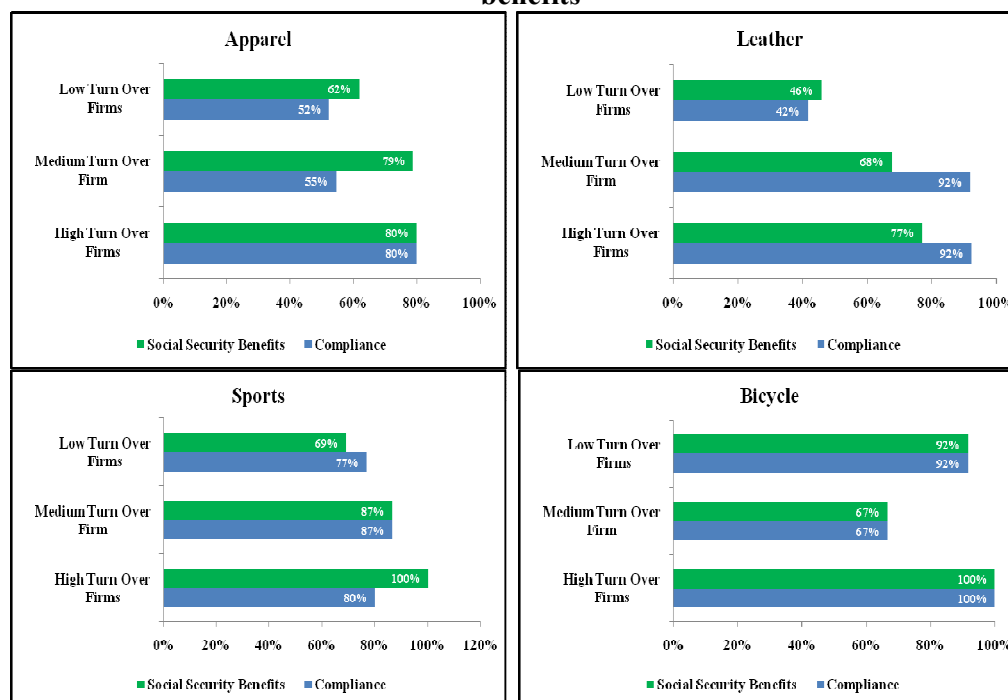 benefits
Apparel
Low Turn Over
Firms
62%
52%
Medium Turn Over
Firm
79%
55%
High Turn Over
Firms
80%
80%
0% 20% 40% 60% 80% 100%
Social Security Benefits Compliance
Leather
Low Turn Over
Firms
46%
42%
Medium Turn Over
Firm
68%
92%
High Turn Over
Firms
77%
92%
0% 20% 40% 60% 80% 100%
Social Security Benefits Compliance
Sports
Low Turn Over
Firms
69%
77%
Medium Turn Over
Firm
87%
87%
High Turn Over
Firms
100%
80%
0% 20% 40% 60% 80% 100% 120%
Social Security Benefits Compliance
Bicycle
Low Turn Over
Firms
92%
92%
Medium Turn Over
Firm
67%
67%
High Turn Over
Firms
100%
100%
0% 20% 40% 60% 80% 100%
Social Security Benefits Compliance